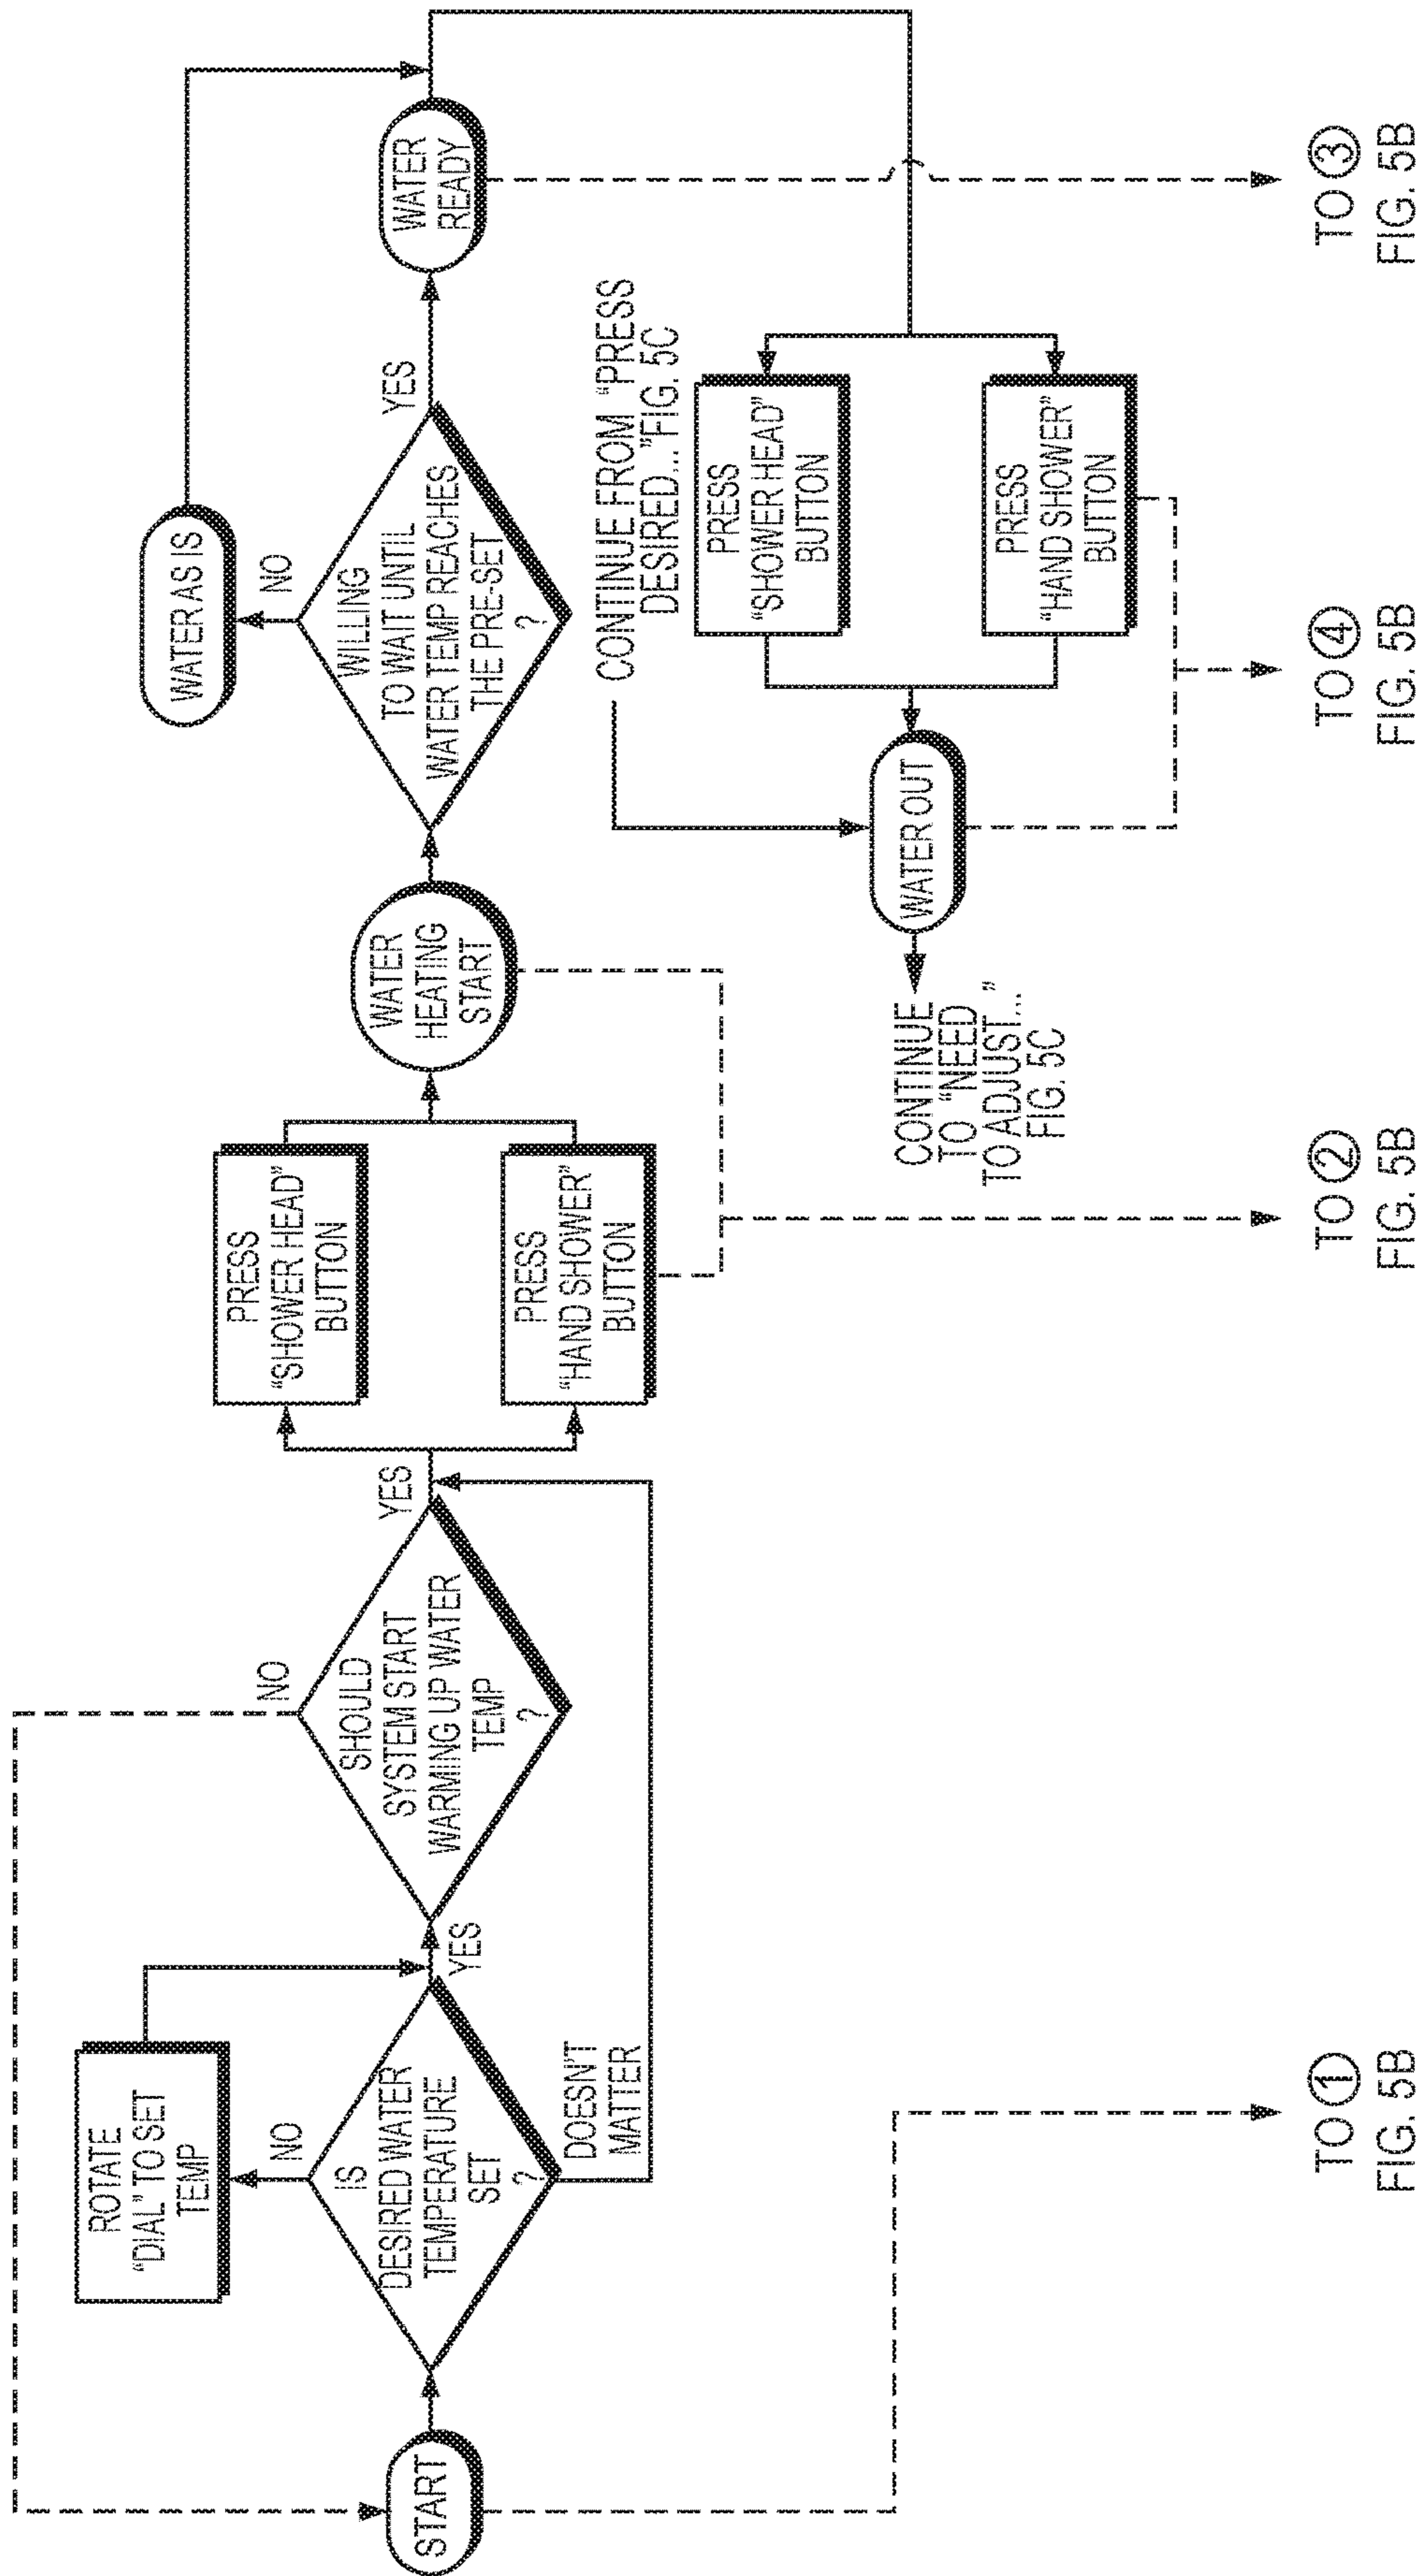 START
IS
DESIRED WATER
TEMPERATURE
SET
?
NO
ROTATE
"DIAL" TO SET
TEMP
YES
DOESN'T
MATTER
SHOULD
SYSTEM START
WARMING UP WATER
TEMP
?
NO
YES
PRESS
"SHOWER HEAD"
BUTTON
PRESS
"HAND SHOWER"
BUTTON
WATER
HEATING
START
WILLING
TO WAIT UNTIL
WATER TEMP REACHES
THE PRE-SET
?
NO
WATER AS IS
YES
WATER
READY
CONTINUE FROM "PRESS
DESIRED..."FIG. 5C
PRESS
"SHOWER HEAD"
BUTTON
PRESS
"HAND SHOWER"
BUTTON
WATER OUT
CONTINUE
TO "NEED
TO ADJUST..."
FIG. 5C
TO 1
FIG. 5B
TO 2
FIG. 5B
TO 4
FIG. 5B
TO 3
FIG. 5B